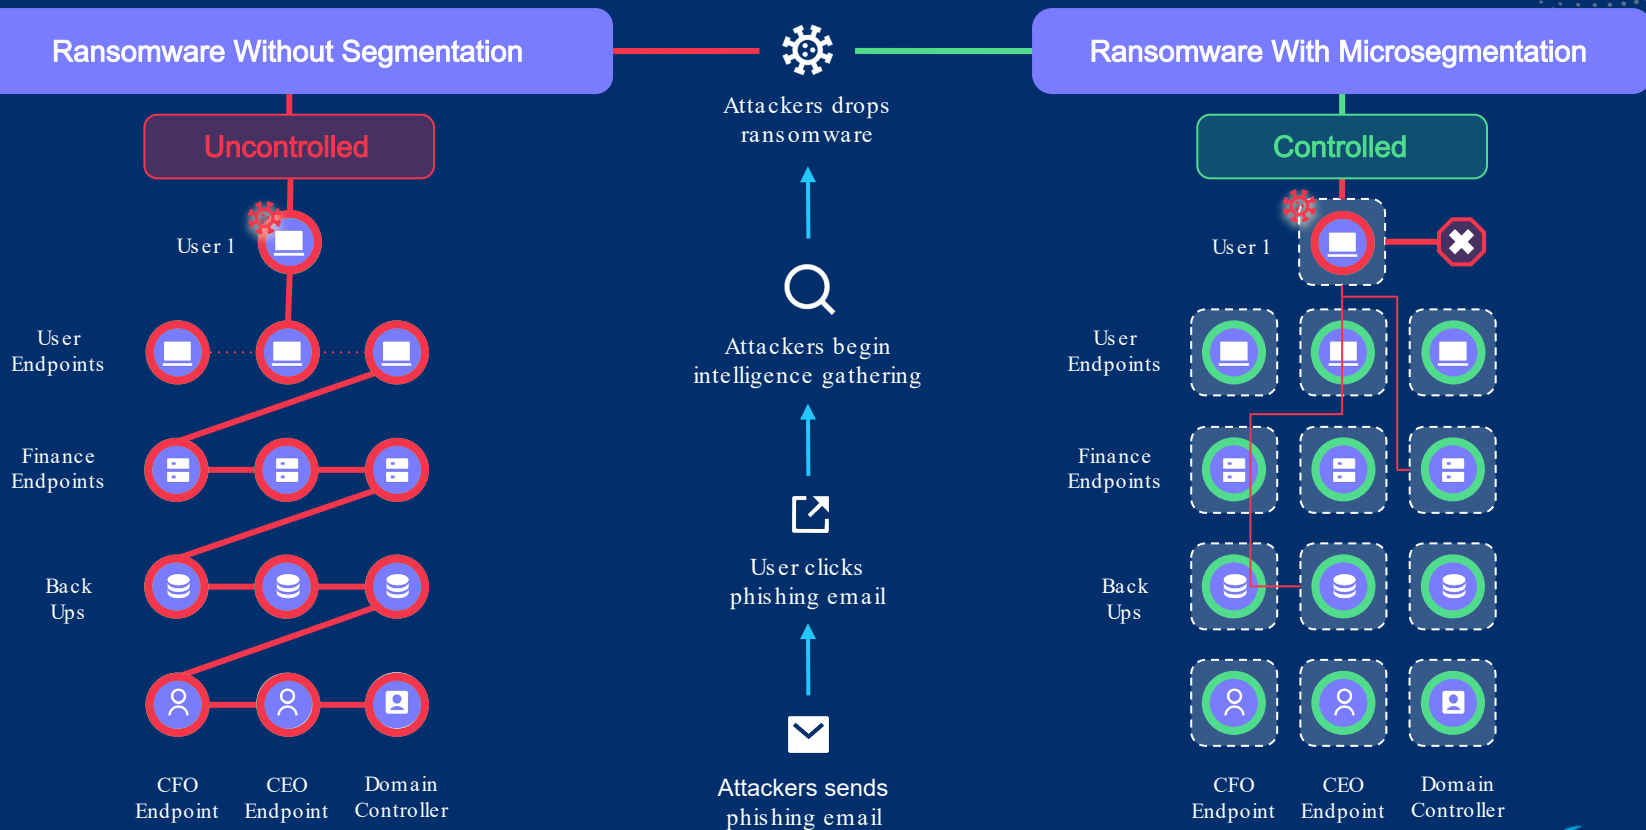 Ransomware Without Segmentation
Uncontrolled
User 1
User
Endpoints
Finance
Endpoints
Back
Ups
CFO
Endpoint
CEO
Endpoint
Domain
Controller
Attackers drops
ransomware
Attackers begin
intelligence gathering
User clicks
phishing email
Attackers sends
phishing email
Ransomware With Microsegmentation
Controlled
User 1
User
Endpoints
Finance
Endpoints
Back
Ups
CFO
Endpoint
CEO
Endpoint
Domain
Controller